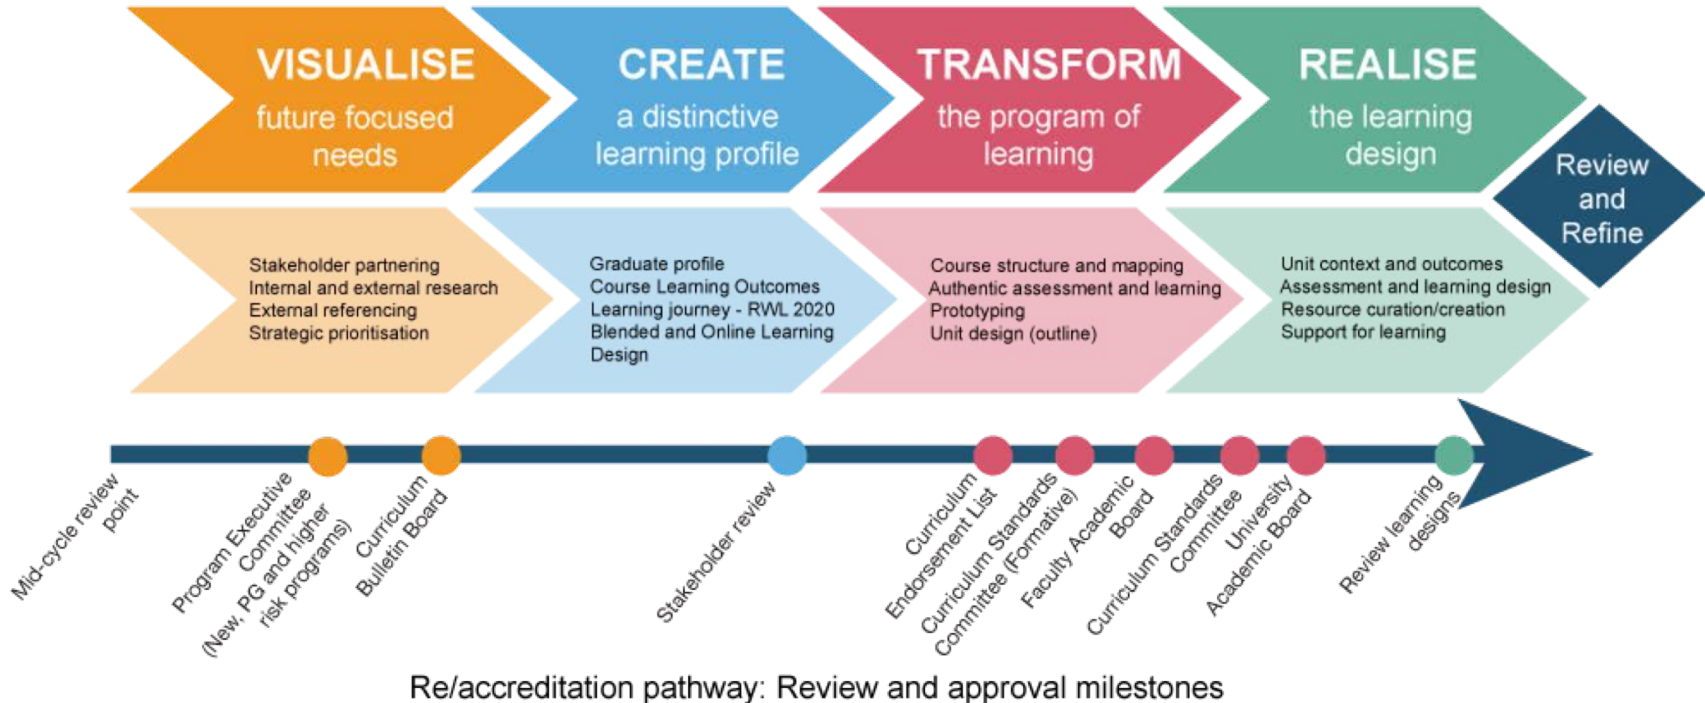 VISUALISE
future focused
needs
CREATE
a distinctive
learning profile
TRANSFORM
the program of
learning
REALISE
the learning
design
Review
and
Refine
Stakeholder partnering
Internal and external research
External referencing
Strategic prioritisation
Graduate profile
Course Learning Outcomes
Learning journey - RWL 2020
Blended and Online Learning
Design
Course structure and mapping
Authentic assessment and learning
Prototyping
Unit design (outline)
Unit context and outcomes
Assessment and learning design
Resource curation/creation
Support for learning
Mid-cycle review
point
Program Executive
Committee
(New, PG and higher
risk programs)
Curriculum
Bulletin Board
Stakeholder review
Curriculum
Endorsement List
Curriculum Standards
Committee (Formative)
Faculty Academic
Board
Curriculum Standards
Committee
University
Academic Board
Review learning
designs
Re/accreditation pathway: Review and approval milestones